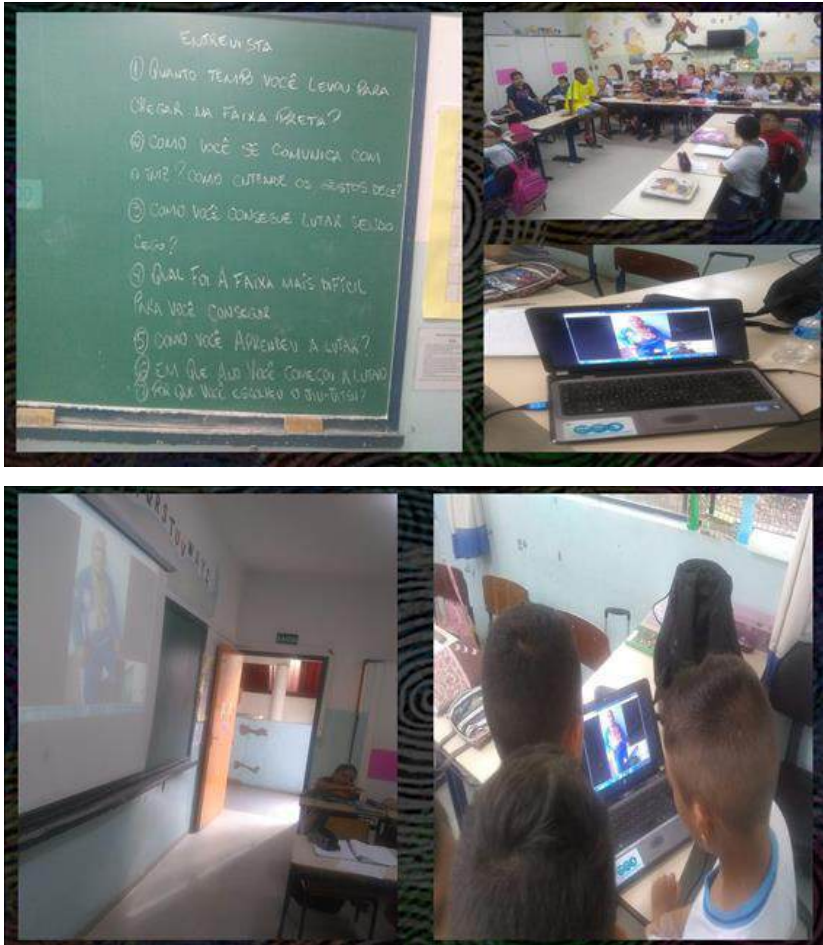 ENTREVISTA
① QUANTO TEMPO VOCÊ LEVOU PARA
CHEGAR NA FAIXA PRETA?
② COMO VOCÊ SE COMUNICA COM
O JUIZ? COMO ENTENDE OS GESTOS DELE?
③ COMO VOCÊ CONSEGUE LUTAR SENDO
CEGO?
④ QUAL FOI A FAIXA MAIS DIFÍCIL
PARA VOCÊ CONSEGUIR
⑤ COMO VOCÊ APRENDEU A LUTAR?
⑥ EM QUE ANO VOCÊ COMEÇOU A LUTAR
⑦ POR QUE VOCÊ ESCOLHEU O JIU-JITSU?